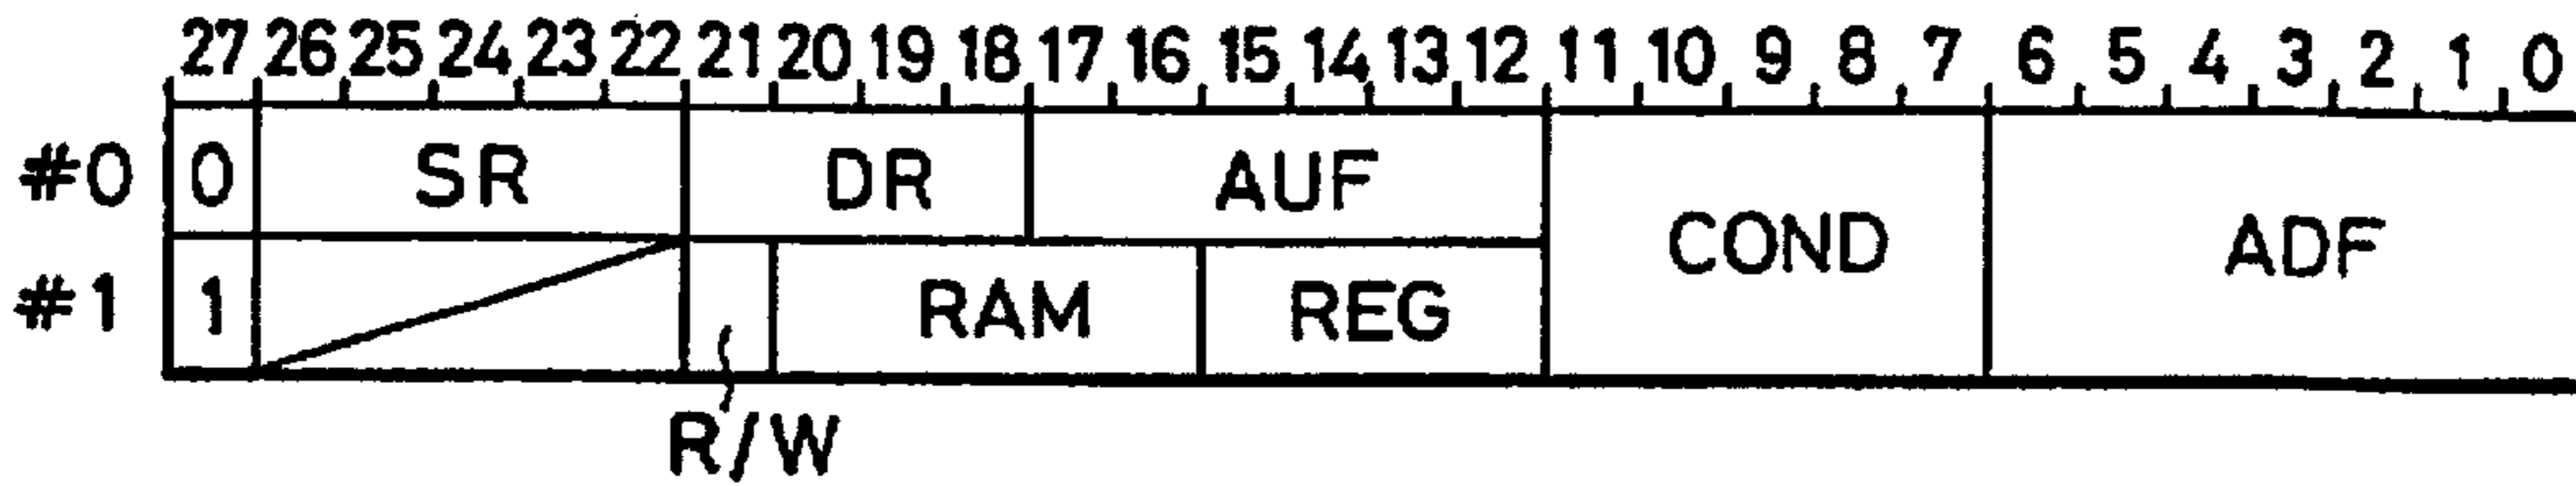 27 26 25 24 23 22 21 20 19 18 17 16 15 14 13 12 11 10 9 8 7 6 5 4 3 2 1 0
#0 0 SR DR AUF COND ADF
#1 1 RAM REG
R/W